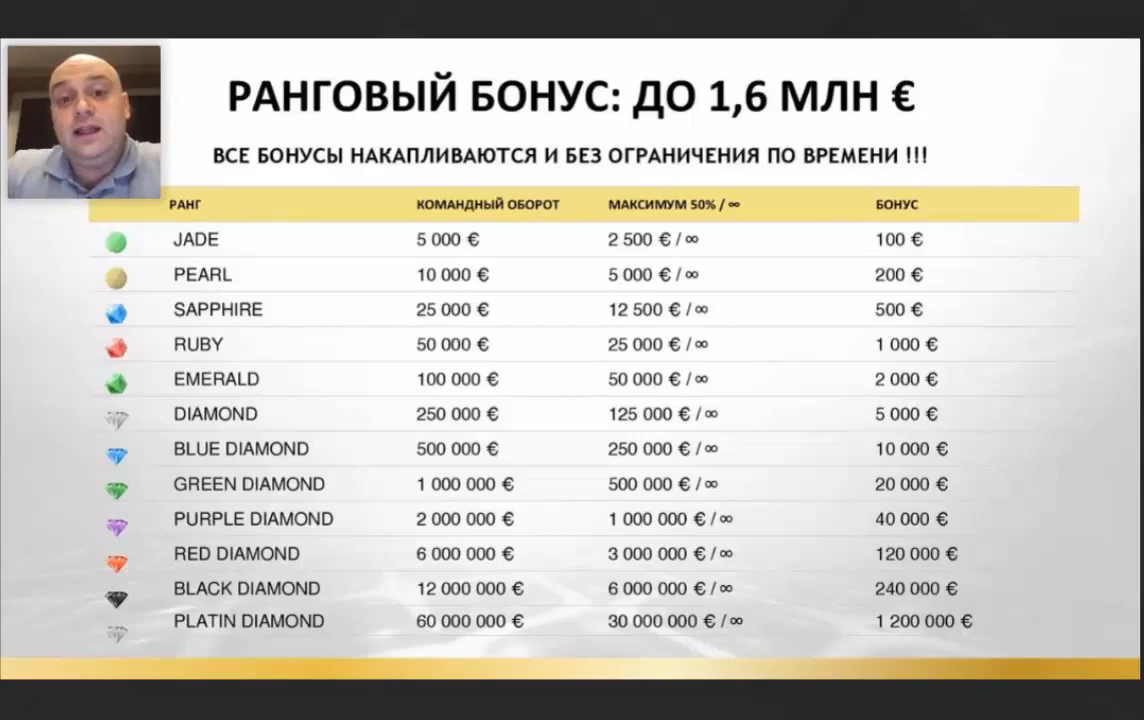 РАНГОВЫЙ БОНУС: ДО 1,6 МЛН €
ВСЕ БОНУСЫ НАКАПЛИВАЮТСЯ И БЕЗ ОГРАНИЧЕНИЯ ПО ВРЕМЕНИ !!!
РАНГ КОМАНДНЫЙ ОБОРОТ МАКСИМУМ 50% / ∞ БОНУС
JADE 5 000 € 2 500 € / ∞ 100 €
PEARL 10 000 € 5 000 € / ∞ 200 €
SAPPHIRE 25 000 € 12 500 € / ∞ 500 €
RUBY 50 000 € 25 000 € / ∞ 1 000 €
EMERALD 100 000 € 50 000 € / ∞ 2 000 €
DIAMOND 250 000 € 125 000 € / ∞ 5 000 €
BLUE DIAMOND 500 000 € 250 000 € / ∞ 10 000 €
GREEN DIAMOND 1 000 000 € 500 000 € / ∞ 20 000 €
PURPLE DIAMOND 2 000 000 € 1 000 000 € / ∞ 40 000 €
RED DIAMOND 6 000 000 € 3 000 000 € / ∞ 120 000 €
BLACK DIAMOND 12 000 000 € 6 000 000 € / ∞ 240 000 €
PLATIN DIAMOND 60 000 000 € 30 000 000 € / ∞ 1 200 000 €